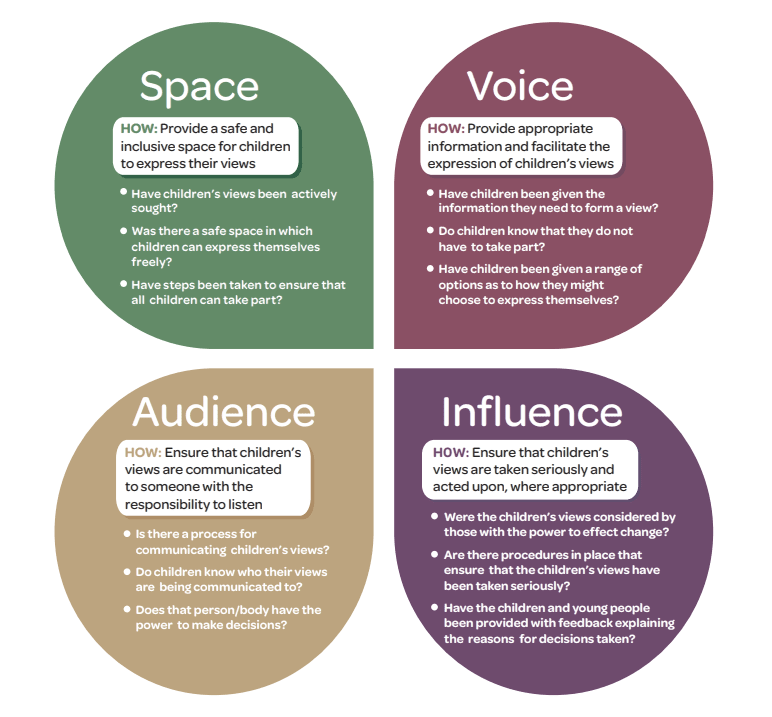 Space
HOW: Provide a safe and
inclusive space for children
to express their views
Have children's views been actively
sought?
Was there a safe space in which
children can express themselves
freely?
Have steps been taken to ensure that
all children can take part?
Voice
HOW: Provide appropriate
information and facilitate the
expression of children's views
Have children been given the
information they need to form a view?
Do children know that they do not
have to take part?
Have children been given a range of
options as to how they might
choose to express themselves?
Audience
HOW: Ensure that children's
views are communicated
to someone with the
responsibility to listen
Is there a process for
communicating children's views?
Do children know who their views
are being communicated to?
Does that person/body have the
power to make decisions?
Influence
HOW: Ensure that children's
views are taken seriously and
acted upon, where appropriate
Were the children's views considered by
those with the power to effect change?
Are there procedures in place that
ensure that the children's views have
been taken seriously?
Have the children and young people
been provided with feedback explaining
the reasons for decisions taken?